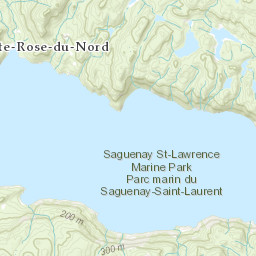 te-Rose-du-Nord
Saguenay St-Lawrence
Marine Park
Parc marin du
Saguenay-Saint-Laurent
200 m
300 m